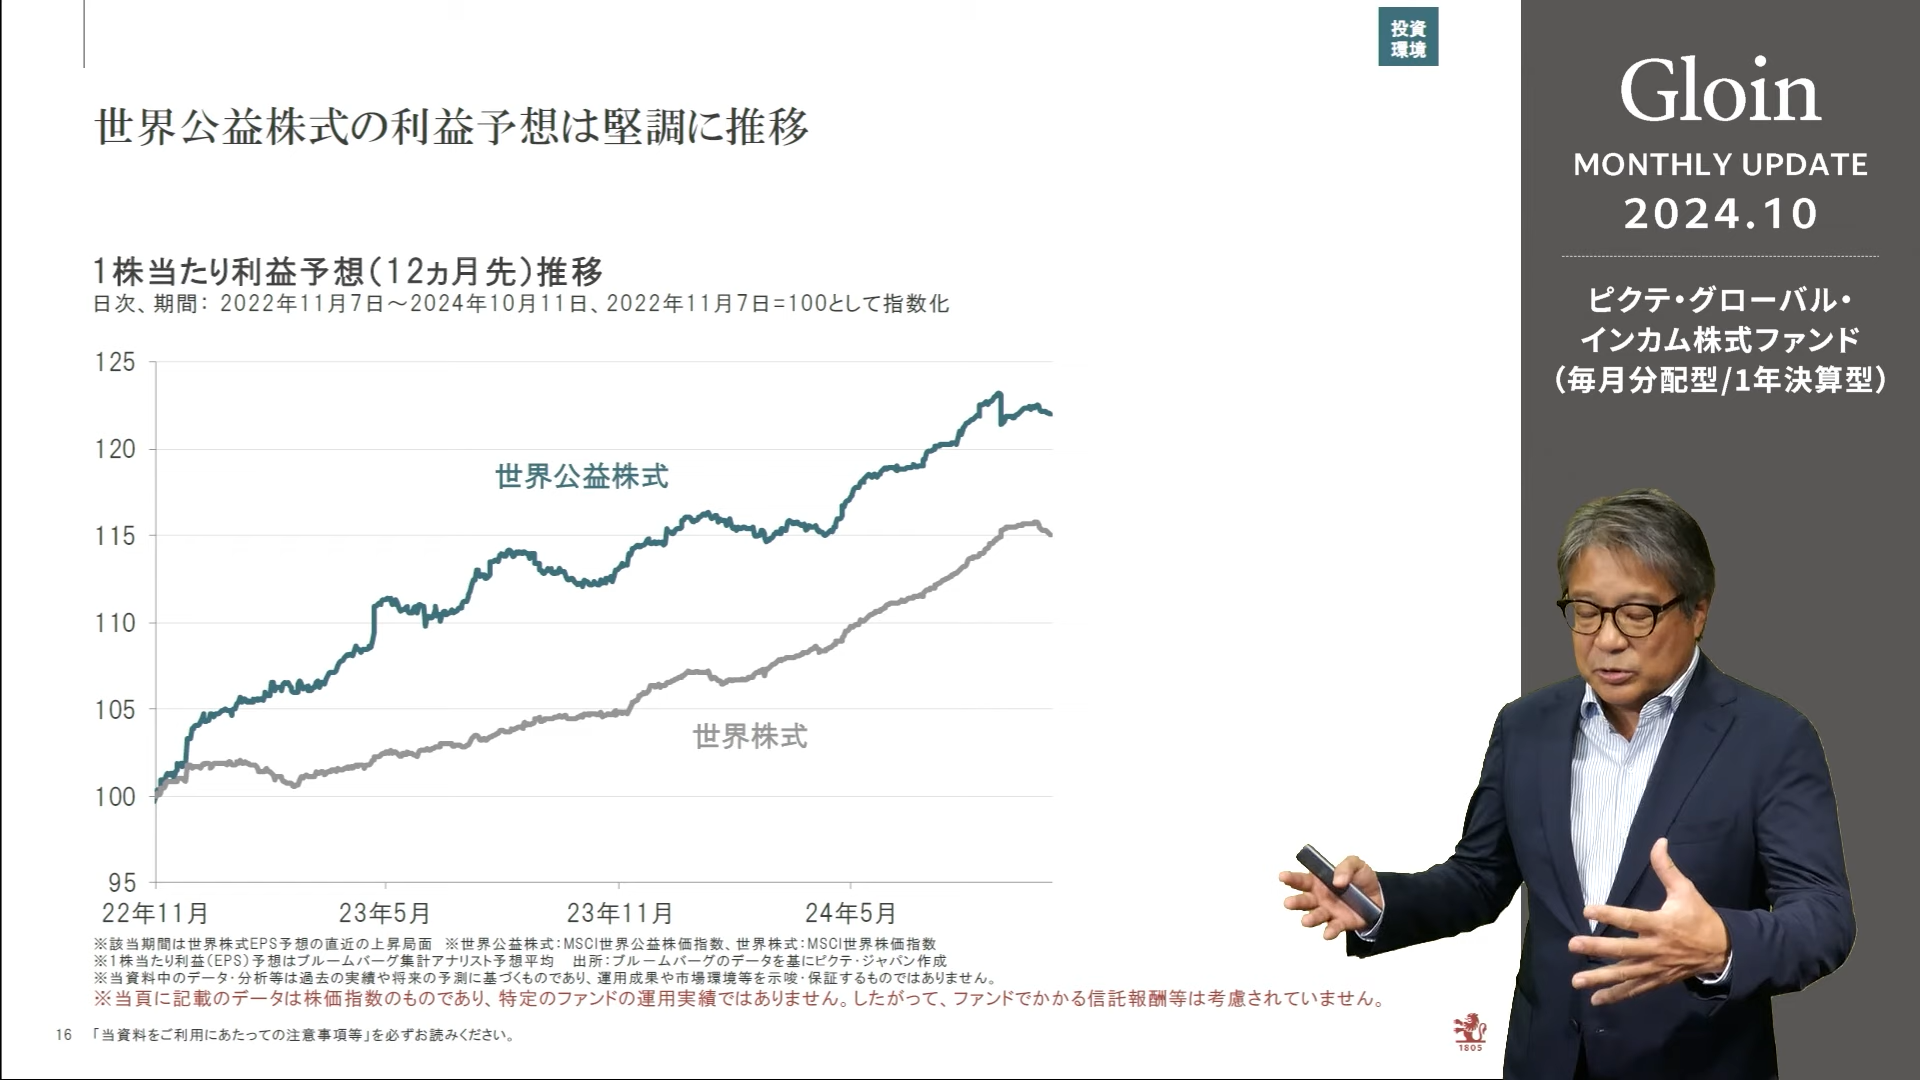 投資
環境
世界公益株式の利益予想は堅調に推移
1株当たり利益予想(12ヵ月先)推移
日次、期間： 2022年11月7日～2024年10月11日、2022年11月7日=100として指数化
125
120
115
110
105
100
95
世界公益株式
世界株式
22年11月
23年5月
23年11月
24年5月
※該当期間は世界株式EPS予想の直近の上昇局面 ※世界公益株式：MSCI世界公益株価指数、世界株式：MSCI世界株価指数
※1株当たり利益(EPS)予想はブルームバーグ集計アナリスト予想平均 出所：ブルームバーグのデータを基にピクテ・ジャパン作成
※当資料中のデータ・分析等は過去の実績や将来の予測に基づくものであり、運用成果や市場環境等を示唆・保証するものではありません。
※当頁に記載のデータは株価指数のものであり、特定のファンドの運用実績ではありません。したがって、ファンドでかかる信託報酬等は考慮されていません。
16 「当資料をご利用にあたっての注意事項等」を必ずお読みください。
1805
Gloin
MONTHLY UPDATE
2024.10
ピクテ・グローバル・
インカム株式ファンド
(毎月分配型/1年決算型)